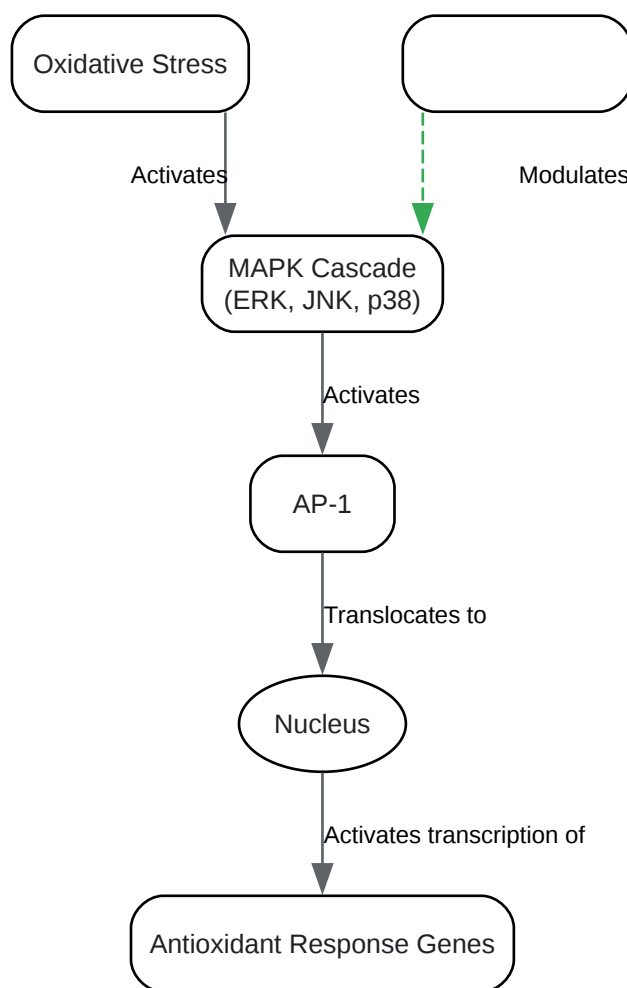 Oxidative Stress
Activates
Modulates
MAPK Cascade
(ERK, JNK, p38)
Activates
AP-1
Translocates to
Nucleus
Activates transcription of
Antioxidant Response Genes